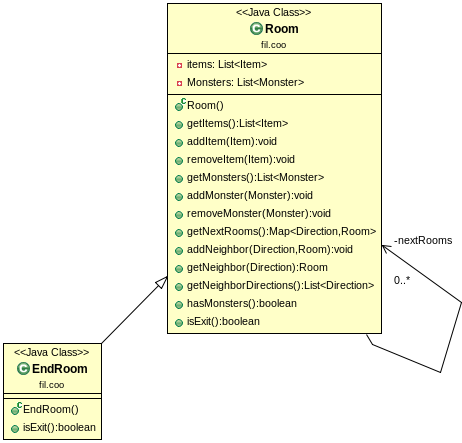 <<Java Class>>
Room
fil.coo
items: List<Item>
Monsters: List<Monster>
Room()
getItems():List<Item>
addItem(Item):void
removeItem(Item):void
getMonsters():List<Monster>
addMonster(Monster):void
removeMonster(Monster):void
getNextRooms():Map<Direction,Room>
addNeighbor(Direction,Room):void
getNeighbor(Direction):Room
getNeighborDirections():List<Direction>
hasMonsters():boolean
isExit():boolean
-nextRooms
0..*
<<Java Class>>
EndRoom
fil.coo
EndRoom()
isExit():boolean